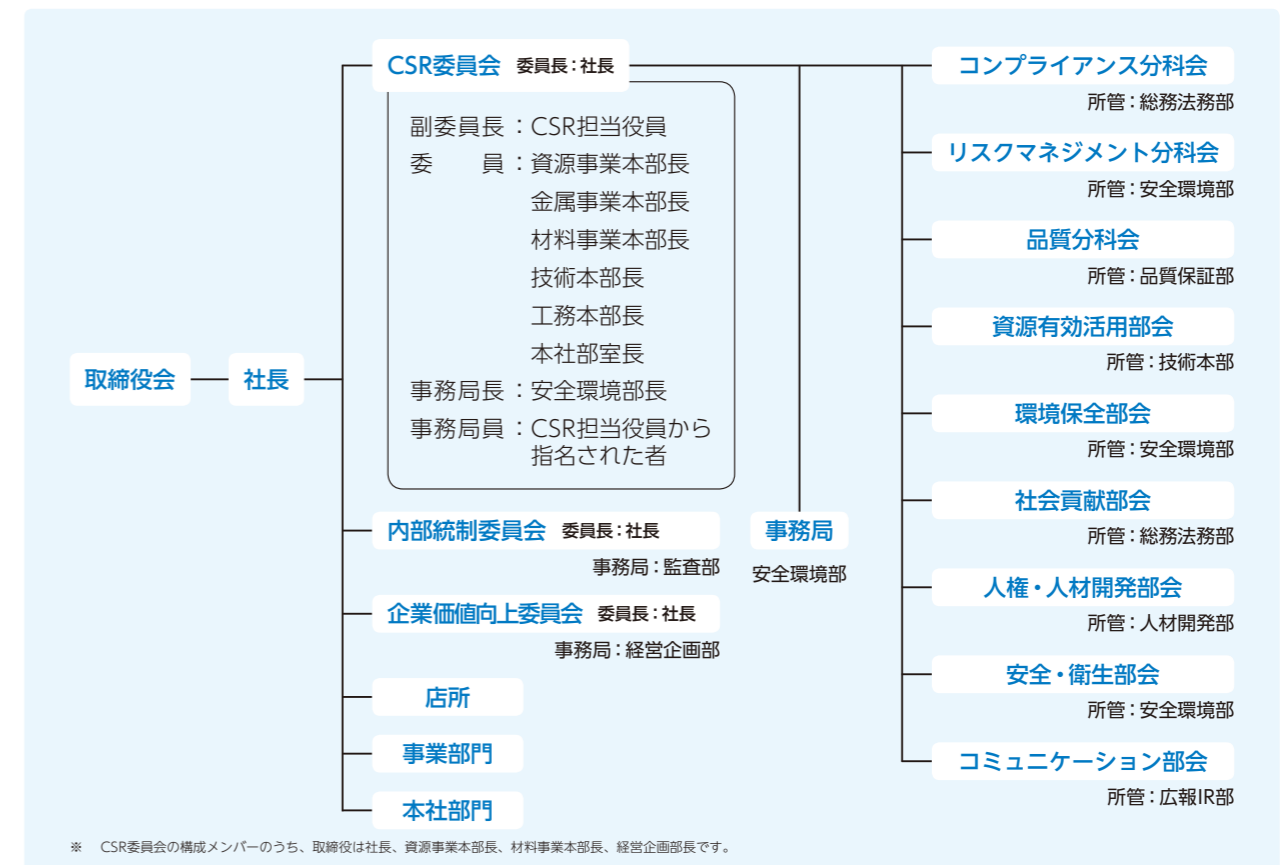 取締役会
社長
CSR委員会 委員長：社長
副委員長：CSR担当役員
委　　員：資源事業本部長
金属事業本部長
材料事業本部長
技術本部長
工務本部長
本社部室長
事務局長：安全環境部長
事務局員：CSR担当役員から
指名された者
内部統制委員会 委員長：社長
事務局：監査部
企業価値向上委員会 委員長：社長
事務局：経営企画部
店所
事業部門
本社部門
事務局
安全環境部
コンプライアンス分科会
所管：総務法務部
リスクマネジメント分科会
所管：安全環境部
品質分科会
所管：品質保証部
資源有効活用部会
所管：技術本部
環境保全部会
所管：安全環境部
社会貢献部会
所管：総務法務部
人権・人材開発部会
所管：人材開発部
安全・衛生部会
所管：安全環境部
コミュニケーション部会
所管：広報IR部
※　CSR委員会の構成メンバーのうち、取締役は社長、資源事業本部長、材料事業本部長、経営企画部長です。